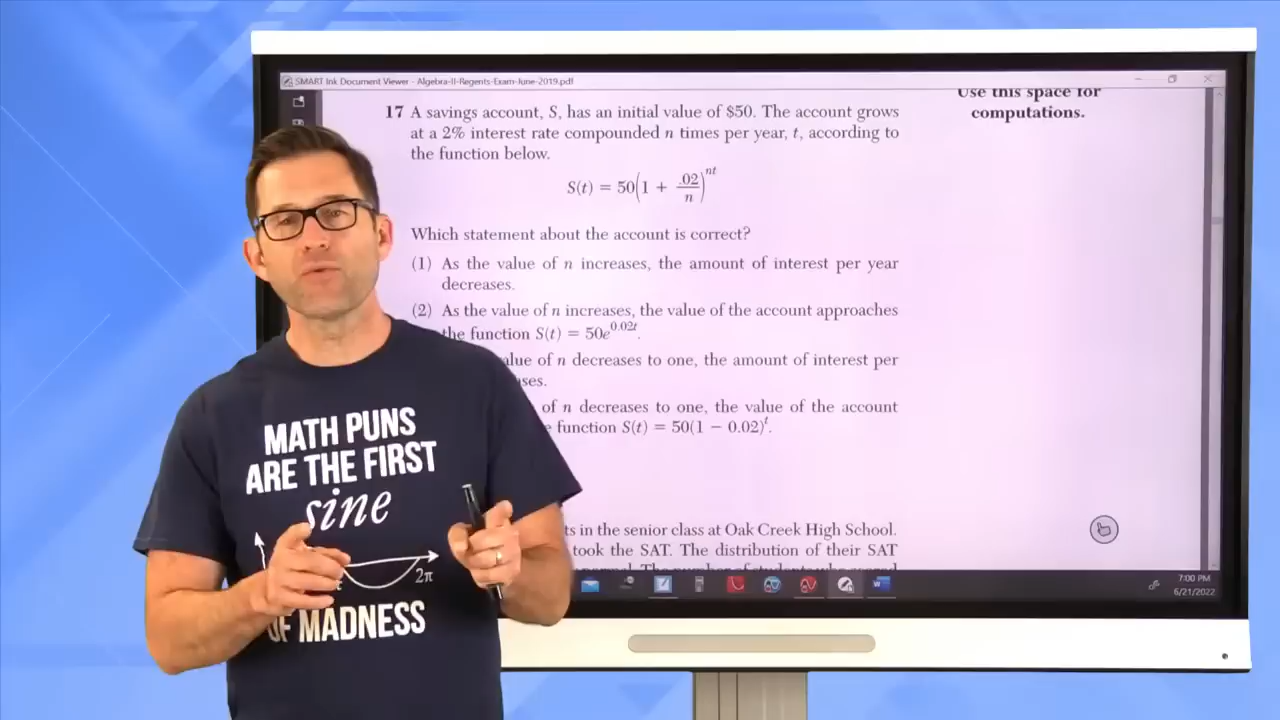 SMART Ink Document Viewer - Algebra-II-Regents-Exam-June-2019.pdf
Use this space for
computations.
17 A savings account, S, has an initial value of $50. The account grows
at a 2% interest rate compounded n times per year, t, according to
the function below.
S(t) = 50(1 + .02/n)^nt
Which statement about the account is correct?
(1) As the value of n increases, the amount of interest per year
decreases.
(2) As the value of n increases, the value of the account approaches
the function S(t) = 50e^0.02t.
value of n decreases to one, the amount of interest per
ses.
of n decreases to one, the value of the account
function S(t) = 50(1 − 0.02)^t.
ts in the senior class at Oak Creek High School.
took the SAT. The distribution of their SAT
7:00 PM
6/21/2022
MATH PUNS
ARE THE FIRST
sine
2π
OF MADNESS